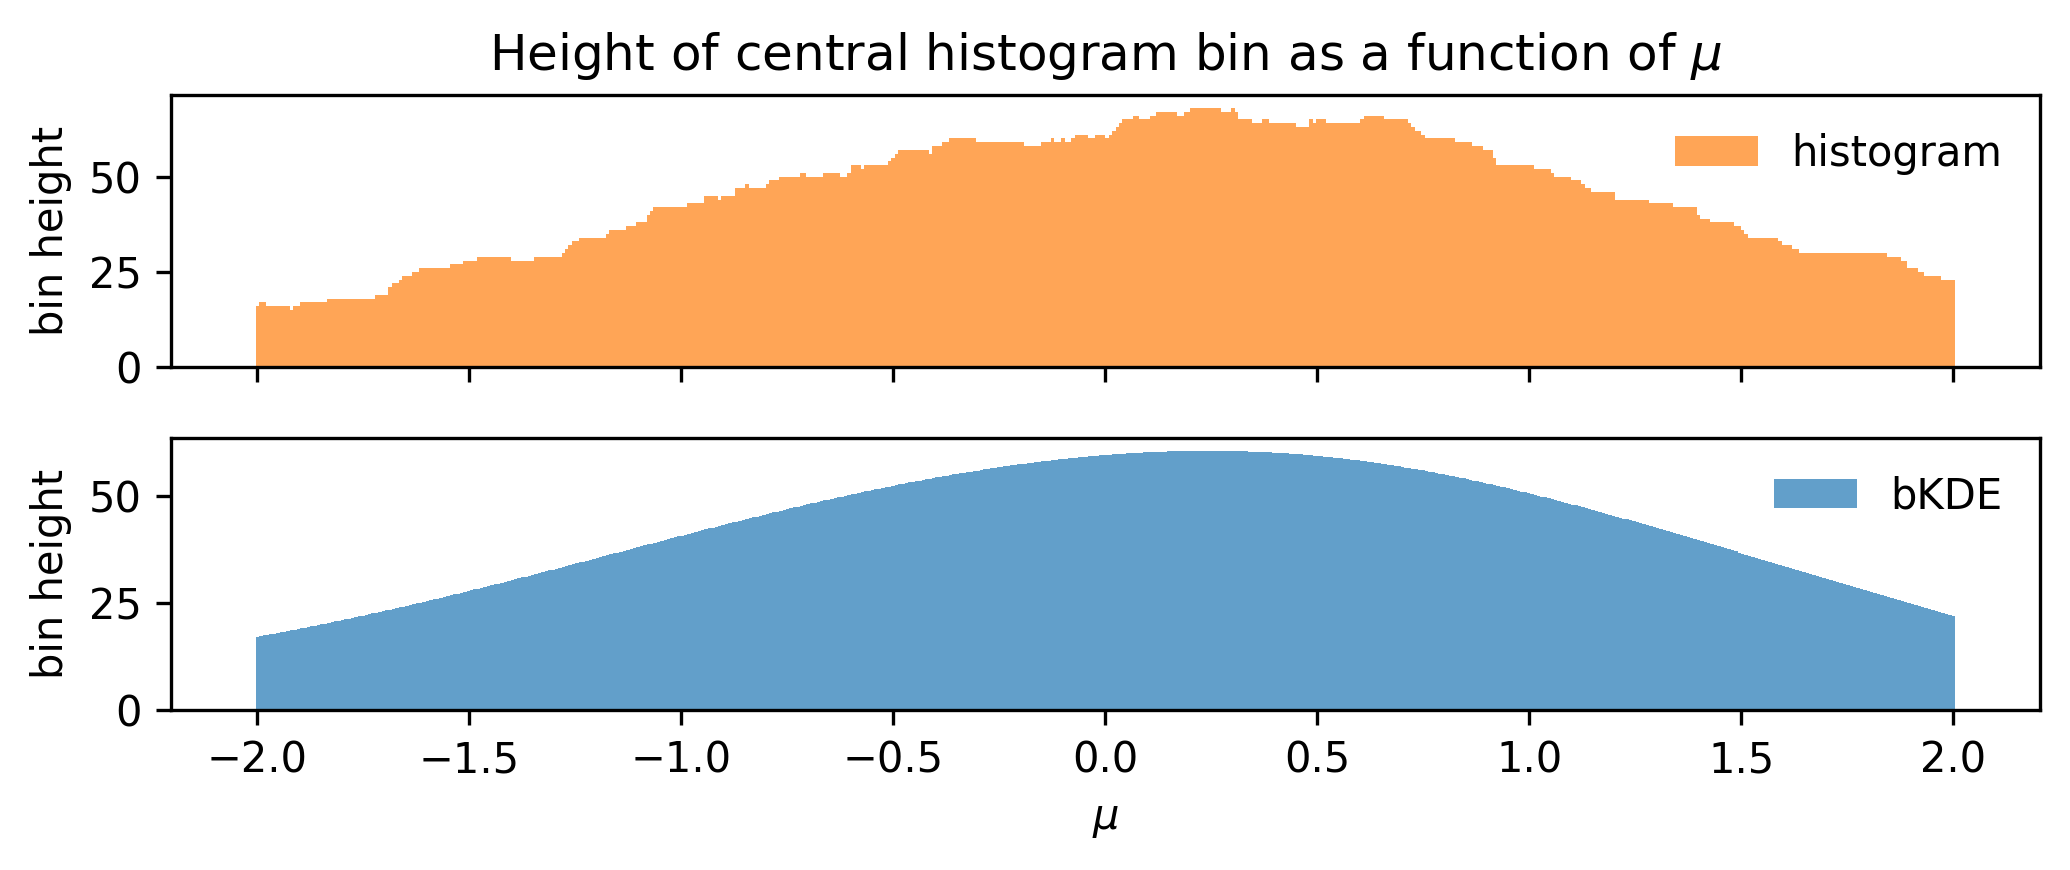 Height of central histogram bin as a function of μ
bin height
50
25
0
histogram
bin height
50
25
0
bKDE
−2.0 −1.5 −1.0 −0.5 0.0 0.5 1.0 1.5 2.0
μ